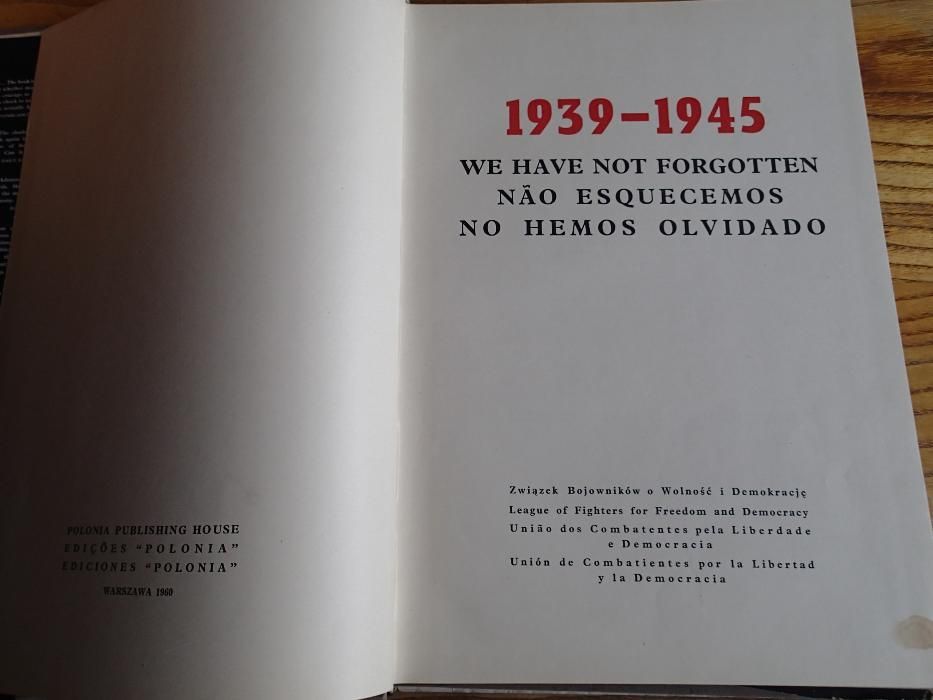 POLONIA PUBLISHING HOUSE
EDIÇÕES “POLONIA”
EDICIONES “POLONIA”
WARSZAWA 1960
1939–1945
WE HAVE NOT FORGOTTEN
NÃO ESQUECEMOS
NO HEMOS OLVIDADO
Związek Bojowników o Wolność i Demokrację
League of Fighters for Freedom and Democracy
União dos Combatentes pela Liberdade
e Democracia
Unión de Combatientes por la Libertad
y la Democracia